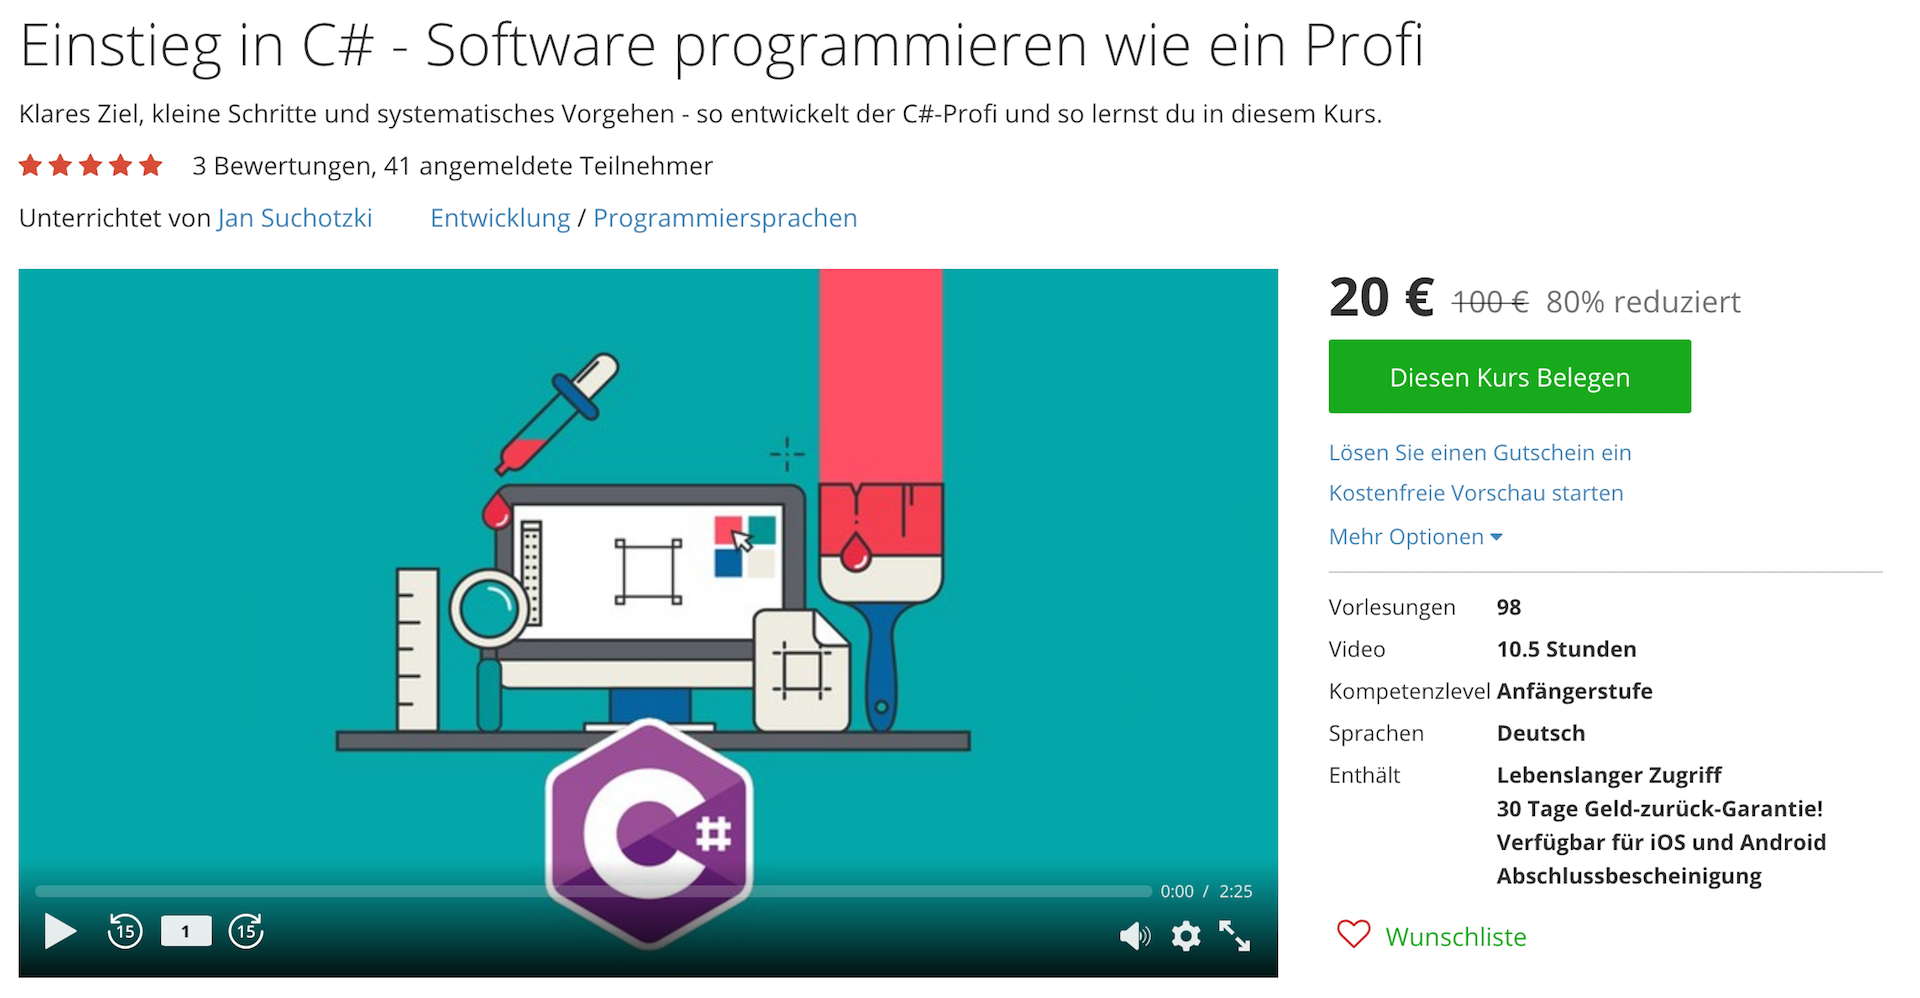 Einstieg in C# - Software programmieren wie ein Profi
Klares Ziel, kleine Schritte und systematisches Vorgehen - so entwickelt der C#-Profi und so lernst du in diesem Kurs.
3 Bewertungen, 41 angemeldete Teilnehmer
Unterrichtet von Jan Suchotzki Entwicklung / Programmiersprachen
20 € 100 € 80% reduziert
Diesen Kurs Belegen
Lösen Sie einen Gutschein ein
Kostenfreie Vorschau starten
Mehr Optionen
Vorlesungen 98
Video 10.5 Stunden
Kompetenzlevel Anfängerstufe
Sprachen Deutsch
Enthält Lebenslanger Zugriff
30 Tage Geld-zurück-Garantie!
Verfügbar für iOS und Android
Abschlussbescheinigung
Wunschliste
C#
0:00 / 2:25
15 1 15